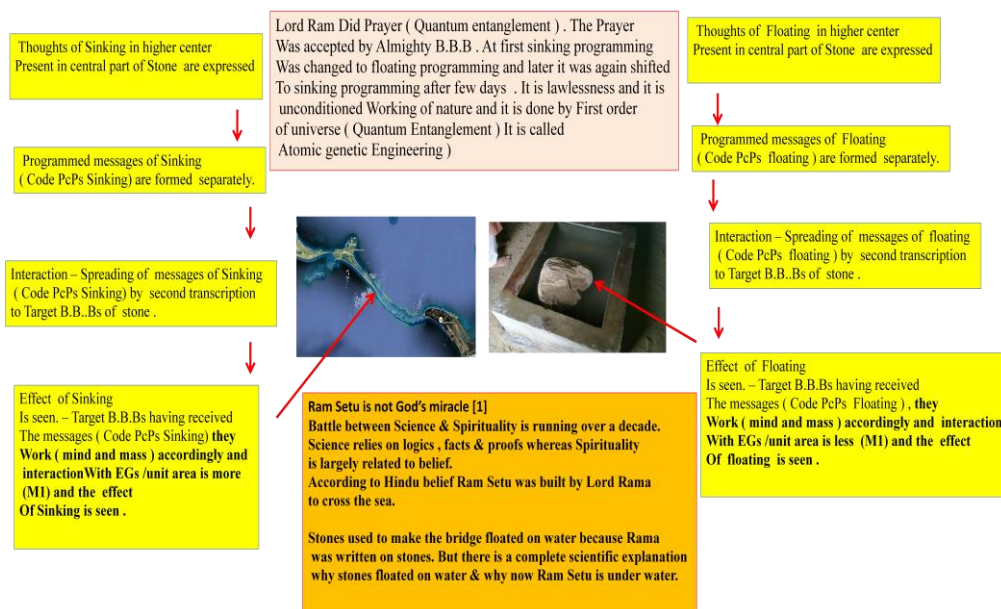 Lord Ram Did Prayer ( Quantum entanglement ) . The Prayer
Was accepted by Almighty B.B.B . At first sinking programming
Was changed to floating programming and later it was again shifted
To sinking programming after few days . It is lawlessness and it is
unconditioned Working of nature and it is done by First order
of universe ( Quantum Entanglement ) It is called
Atomic genetic Engineering )
Thoughts of Sinking in higher center
Present in central part of Stone are expressed
Programmed messages of Sinking
( Code PcPs Sinking) are formed separately.
Interaction – Spreading of messages of Sinking
( Code PcPs Sinking) by second transcription
to Target B.B..Bs of stone .
Effect of Sinking
Is seen. – Target B.B.Bs having received
The messages ( Code PcPs Sinking) they
Work ( mind and mass ) accordingly and
interactionWith EGs /unit area is more
(M1) and the effect
Of Sinking is seen .
Thoughts of Floating in higher center
Present in central part of Stone are expressed
Programmed messages of Floating
( Code PcPs floating ) are formed separately.
Interaction – Spreading of messages of floating
( Code PcPs floating ) by second transcription
to Target B.B..Bs of stone .
Effect of Floating
Is seen. – Target B.B.Bs having received
The messages ( Code PcPs Floating ) , they
Work ( mind and mass ) accordingly and interaction
With EGs /unit area is less (M1) and the effect
Of floating is seen .
Ram Setu is not God's miracle [1]
Battle between Science & Spirituality is running over a decade.
Science relies on logics , facts & proofs whereas Spirituality
is largely related to belief.
According to Hindu belief Ram Setu was built by Lord Rama
to cross the sea.
Stones used to make the bridge floated on water because Rama
was written on stones. But there is a complete scientific explanation
why stones floated on water & why now Ram Setu is under water.